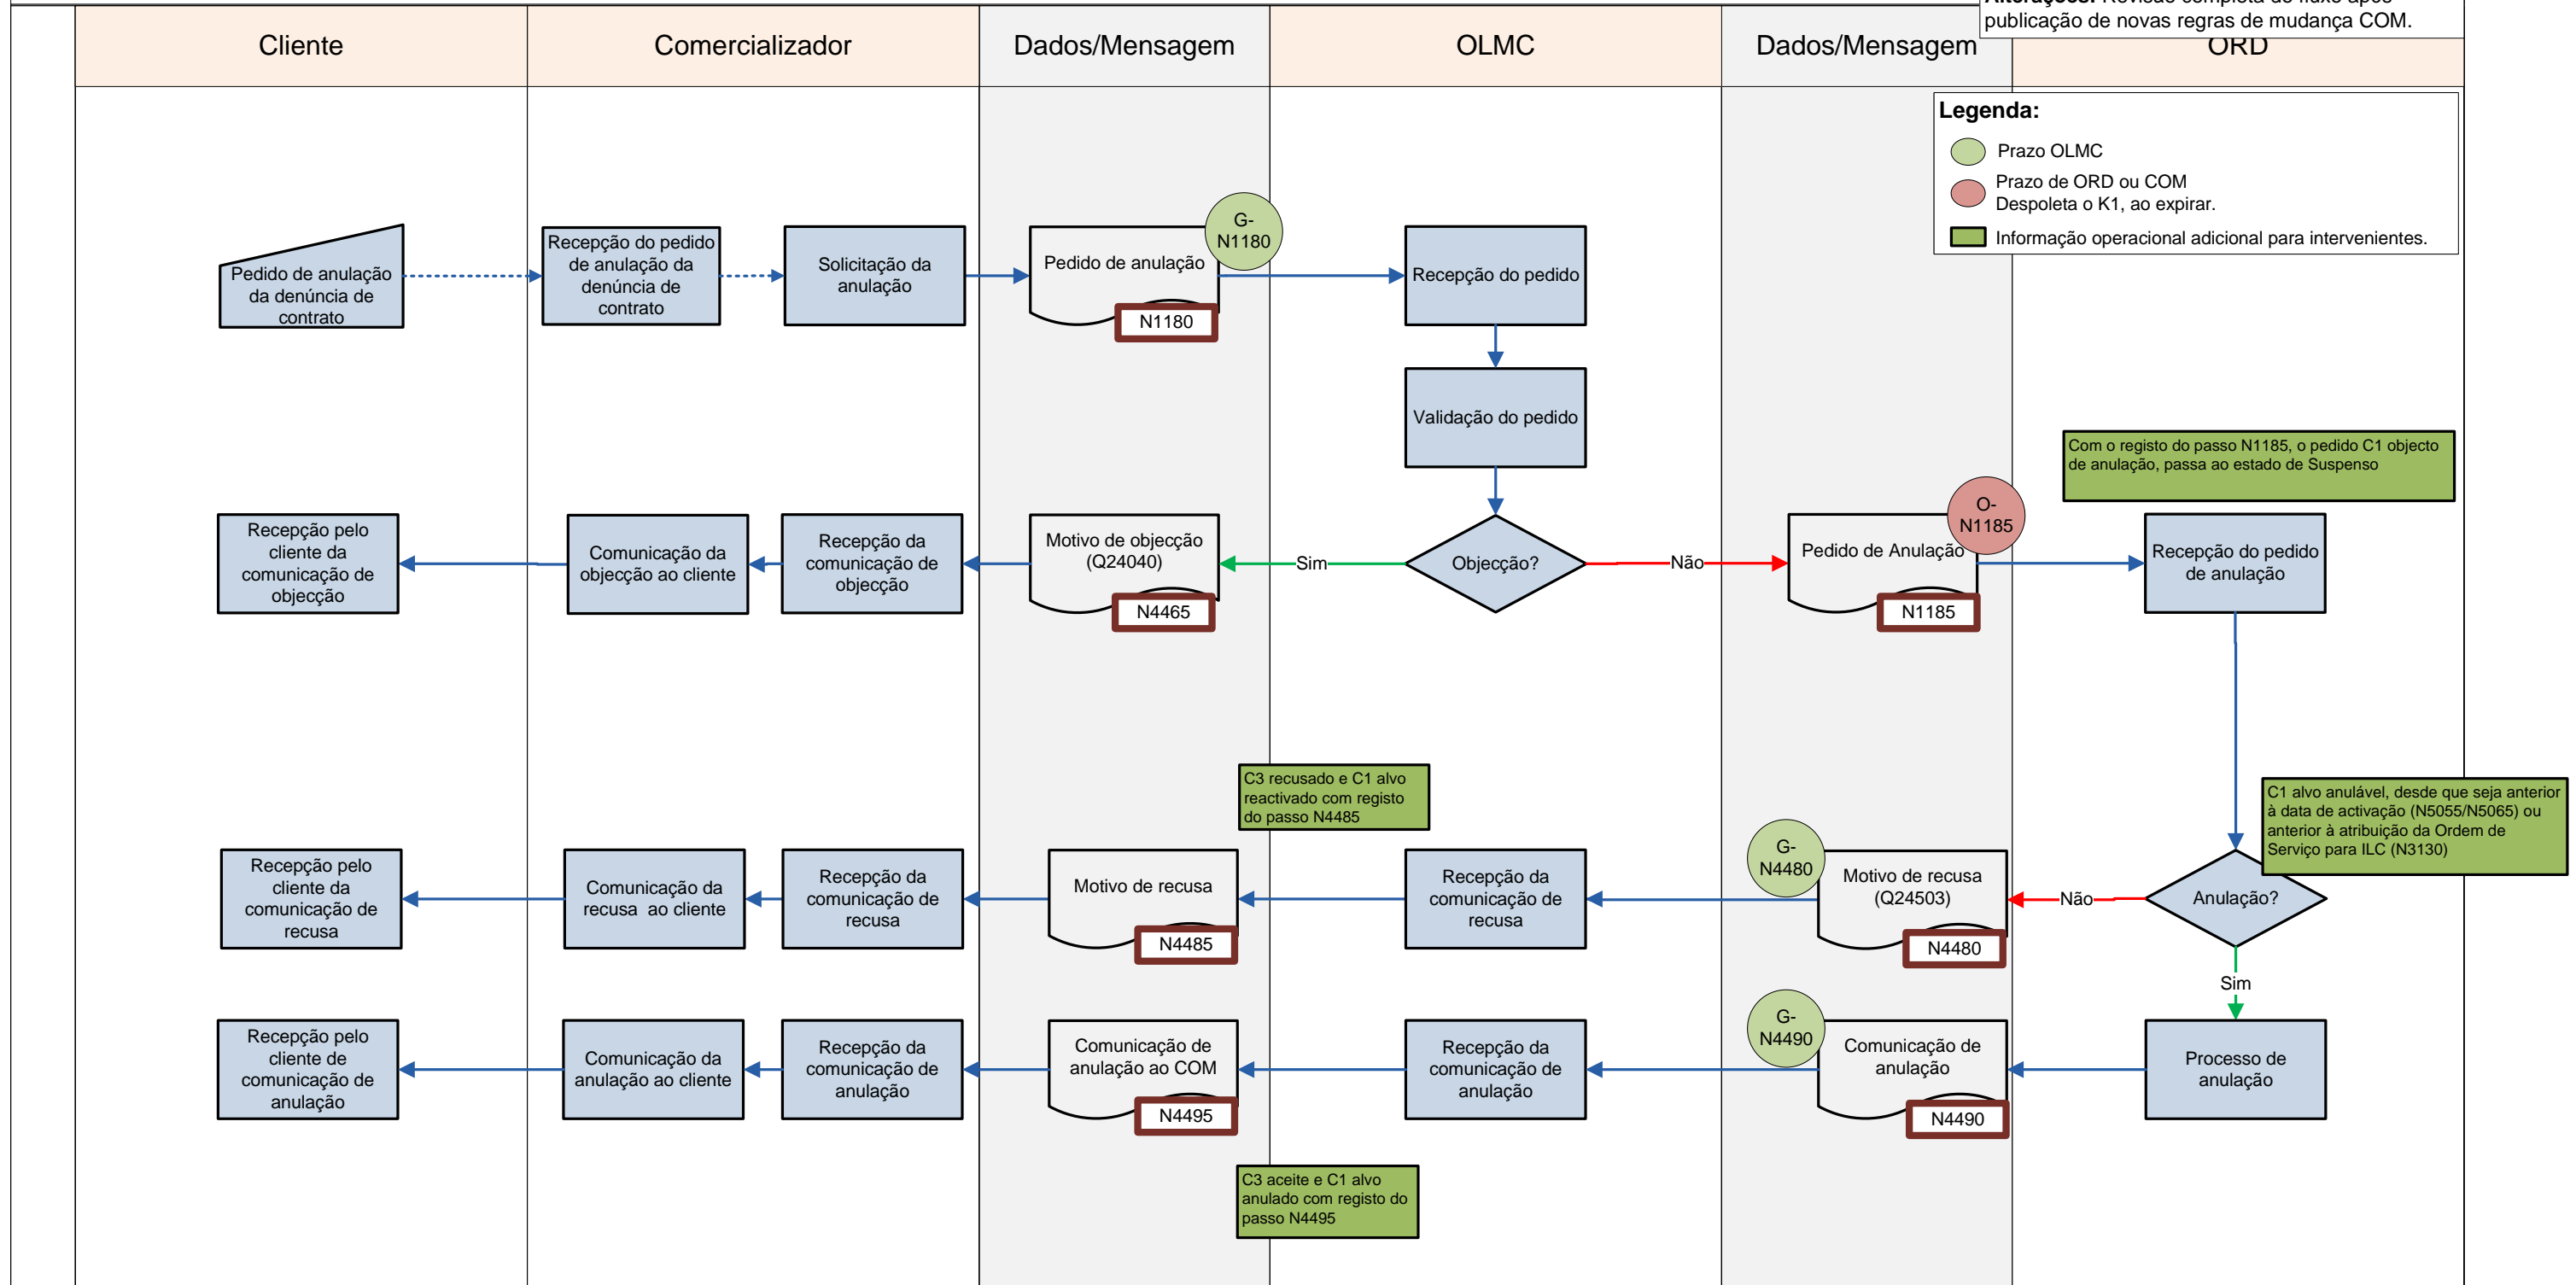 Alterações: Revisão completa do fluxo após
publicação de novas regras de mudança COM.
Cliente
Comercializador
Dados/Mensagem
OLMC
Dados/Mensagem
ORD
Legenda:
Prazo OLMC
Prazo de ORD ou COM
Despoleta o K1, ao expirar.
Informação operacional adicional para intervenientes.
Pedido de anulação
da denúncia de
contrato
Recepção do pedido
de anulação da
denúncia de
contrato
Solicitação da
anulação
Pedido de anulação
G-
N1180
N1180
Recepção do pedido
Validação do pedido
Com o registo do passo N1185, o pedido C1 objecto
de anulação, passa ao estado de Suspenso
Recepção pelo
cliente da
comunicação de
objecção
Comunicação da
objecção ao cliente
Recepção da
comunicação de
objecção
Motivo de objecção
(Q24040)
N4465
Sim
Objecção?
Não
Pedido de Anulação
O-
N1185
N1185
Recepção do pedido
de anulação
C3 recusado e C1 alvo
reactivado com registo
do passo N4485
C1 alvo anulável, desde que seja anterior
à data de activação (N5055/N5065) ou
anterior à atribuição da Ordem de
Serviço para ILC (N3130)
Recepção pelo
cliente da
comunicação de
recusa
Comunicação da
recusa  ao cliente
Recepção da
comunicação de
recusa
Motivo de recusa
N4485
Recepção da
comunicação de
recusa
G-
N4480
Motivo de recusa
(Q24503)
N4480
Não
Anulação?
Sim
Recepção pelo
cliente de
comunicação de
anulação
Comunicação da
anulação ao cliente
Recepção da
comunicação de
anulação
Comunicação de
anulação ao COM
N4495
Recepção da
comunicação de
anulação
G-
N4490
Comunicação de
anulação
N4490
Processo de
anulação
C3 aceite e C1 alvo
anulado com registo do
passo N4495